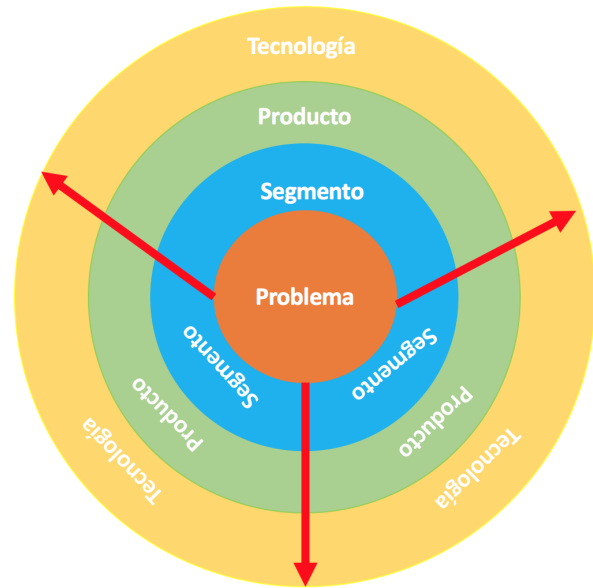 Tecnología
Producto
Segmento
Problema
Segmento
Segmento
Producto
Producto
Tecnología
Tecnología